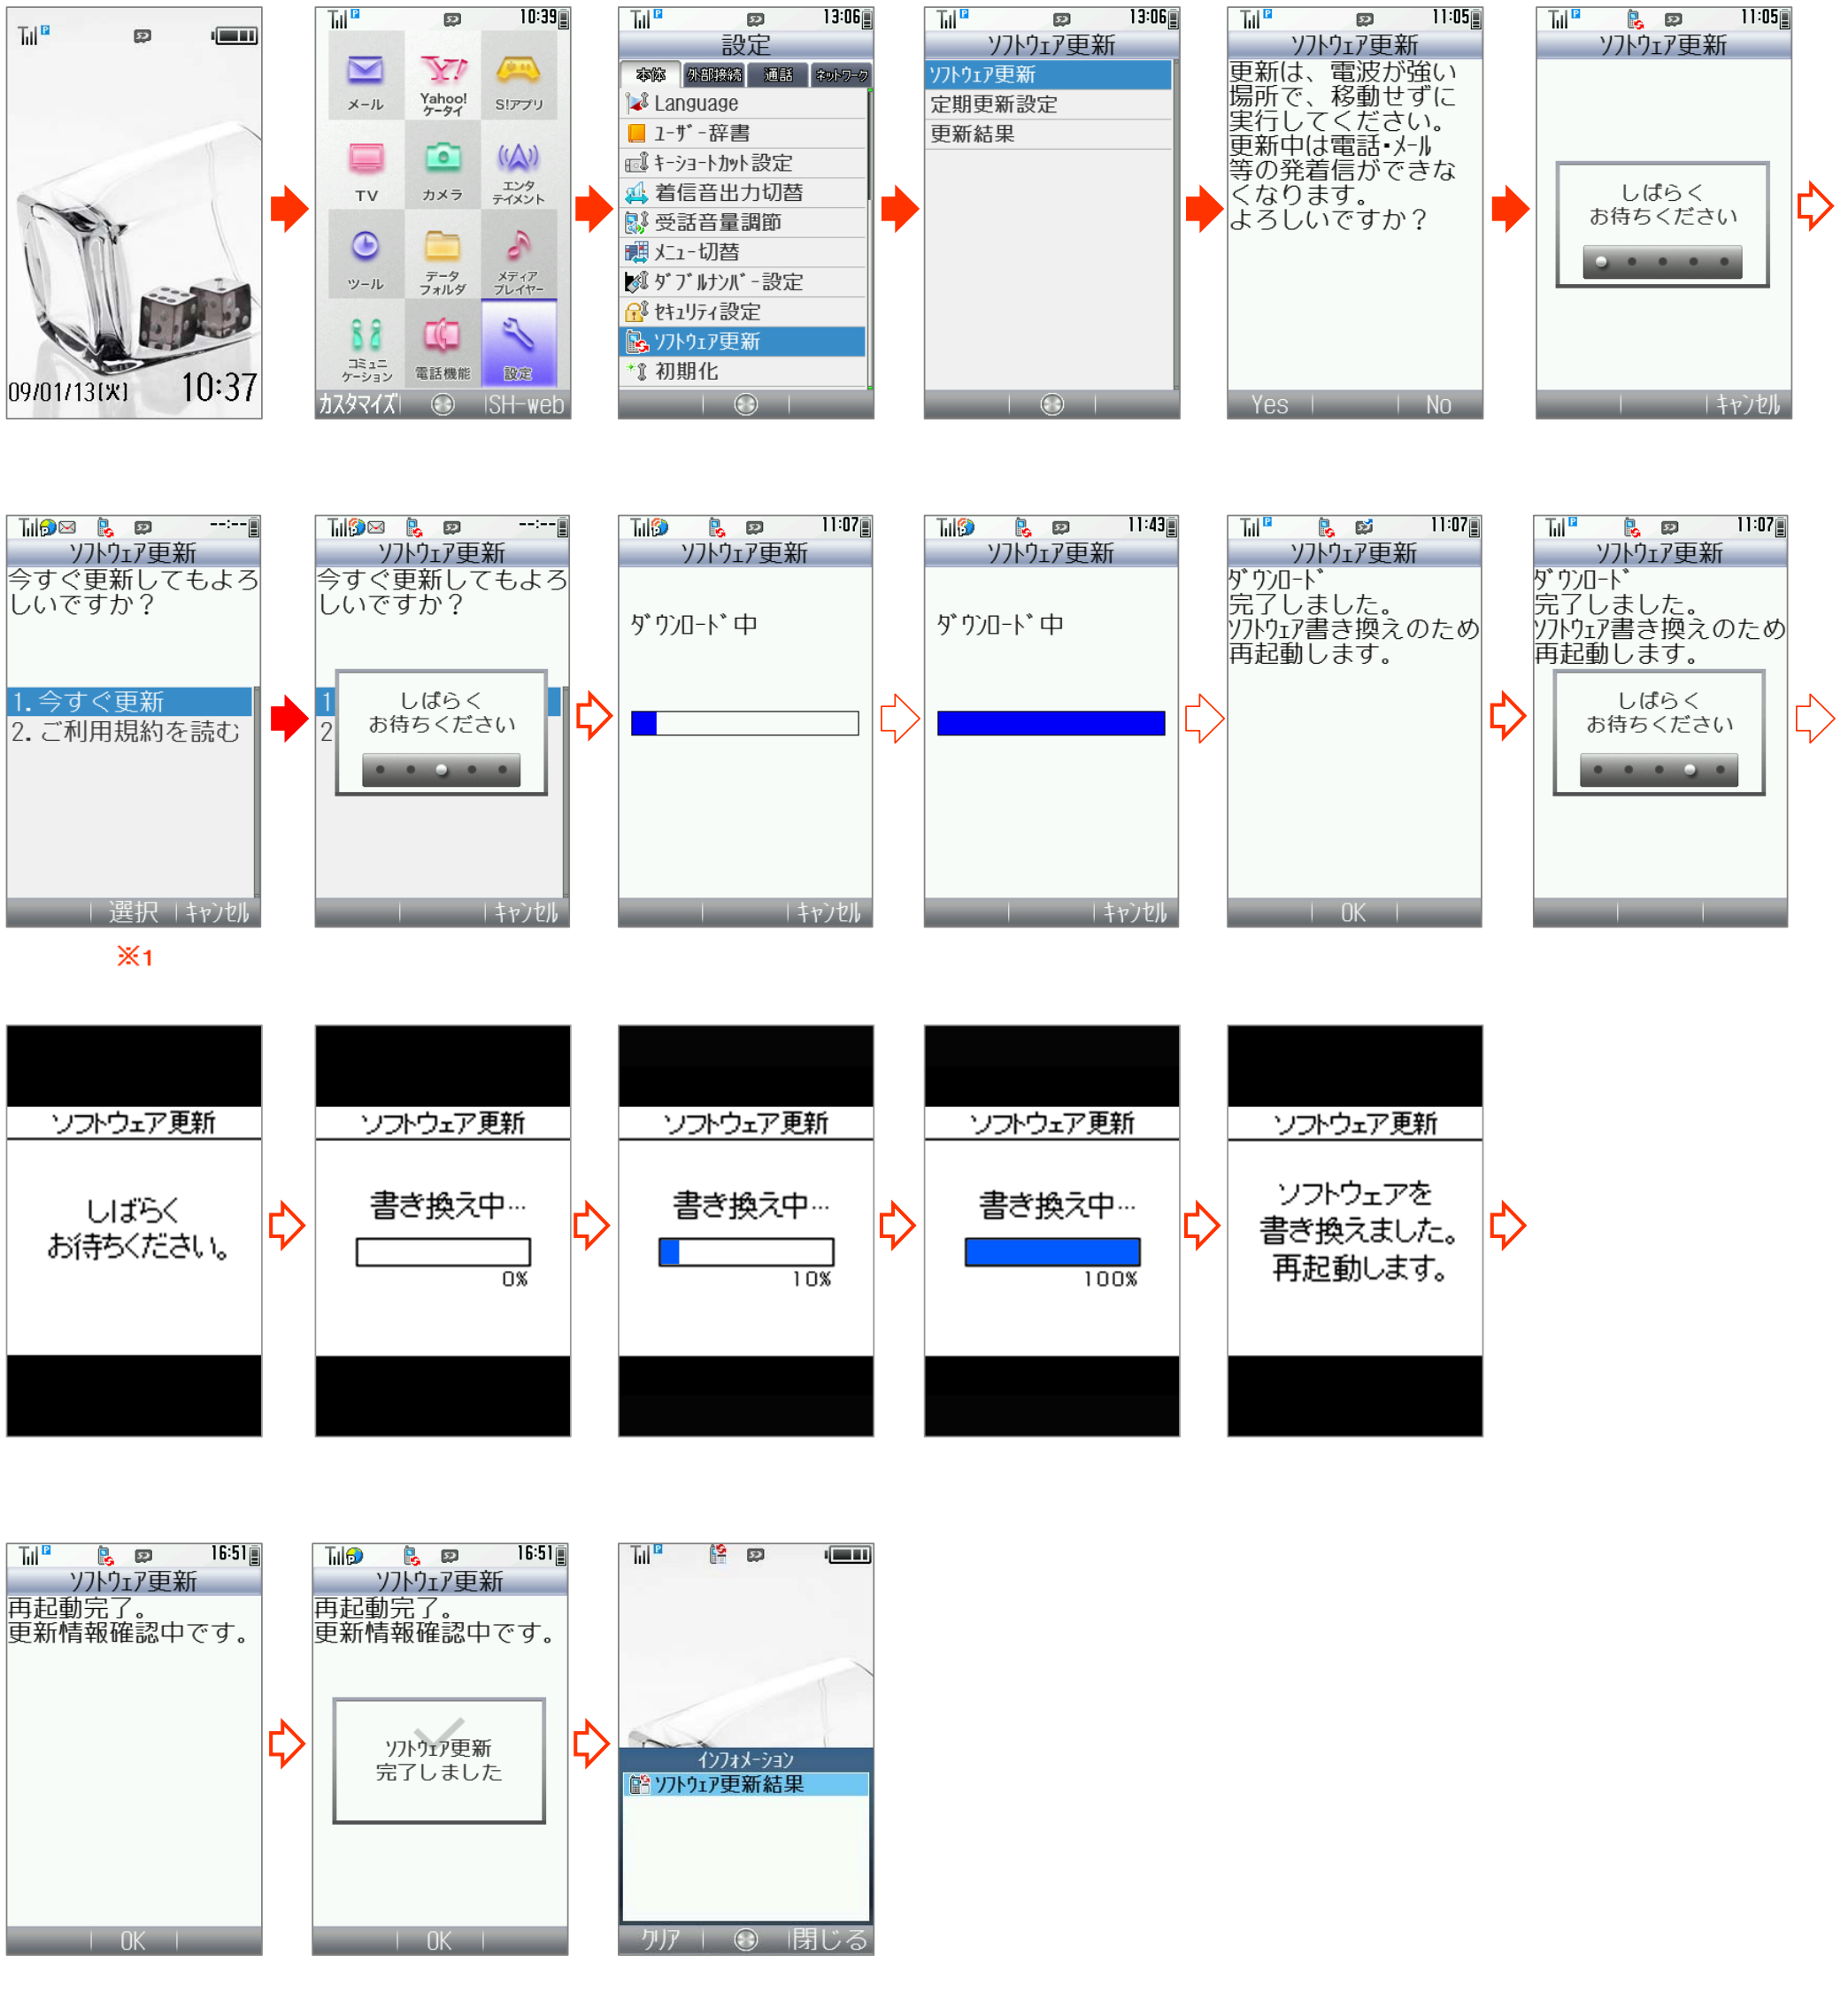 09/01/13(火) 10:37
10:39
メール
Yahoo!
ケータイ
S!アプリ
TV
カメラ
エンタ
テイメント
ツール
データ
フォルダ
メディア
プレイヤー
コミュニ
ケーション
電話機能
設定
カスタマイズ
SH-web
13:06
設定
本体 外部接続 通話 ネットワーク
Language
ユーザー辞書
キーショートカット設定
着信音出力切替
受話音量調節
メニュー切替
ダブルナンバー設定
セキュリティ設定
ソフトウェア更新
初期化
13:06
ソフトウェア更新
ソフトウェア更新
定期更新設定
更新結果
11:05
ソフトウェア更新
更新は、電波が強い
場所で、移動せずに
実行してください。
更新中は電話・メール
等の発着信ができな
くなります。
よろしいですか？
Yes No
11:05
ソフトウェア更新
しばらく
お待ちください
キャンセル
--:--
ソフトウェア更新
今すぐ更新してもよろ
しいですか？
1.今すぐ更新
2.ご利用規約を読む
選択 キャンセル
※1
--:--
ソフトウェア更新
今すぐ更新してもよろ
しいですか？
1
2
しばらく
お待ちください
キャンセル
11:07
ソフトウェア更新
ダウンロード中
キャンセル
11:43
ソフトウェア更新
ダウンロード中
キャンセル
11:07
ソフトウェア更新
ダウンロード
完了しました。
ソフトウェア書き換えのため
再起動します。
OK
11:07
ソフトウェア更新
ダウンロード
完了しました。
ソフトウェア書き換えのため
再起動します。
しばらく
お待ちください
ソフトウェア更新
しばらく
お待ちください。
ソフトウェア更新
書き換え中…
0%
ソフトウェア更新
書き換え中…
10%
ソフトウェア更新
書き換え中…
100%
ソフトウェア更新
ソフトウェアを
書き換えました。
再起動します。
16:51
ソフトウェア更新
再起動完了。
更新情報確認中です。
OK
16:51
ソフトウェア更新
再起動完了。
更新情報確認中です。
ソフトウェア更新
完了しました
OK
インフォメーション
ソフトウェア更新結果
クリア 閉じる